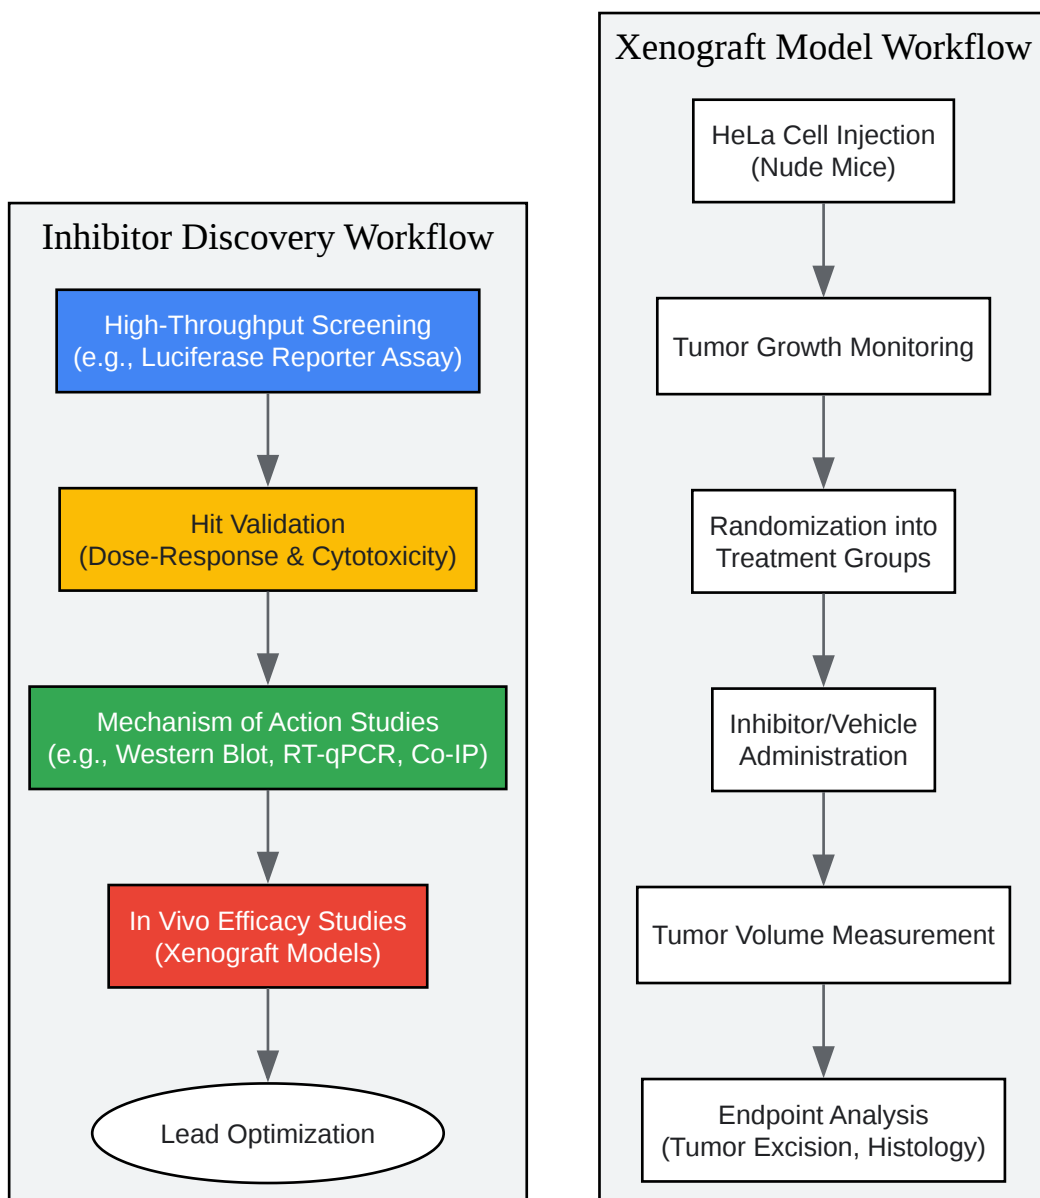 Inhibitor Discovery Workflow
High-Throughput Screening
(e.g., Luciferase Reporter Assay)
Hit Validation
(Dose-Response & Cytotoxicity)
Mechanism of Action Studies
(e.g., Western Blot, RT-qPCR, Co-IP)
In Vivo Efficacy Studies
(Xenograft Models)
Lead Optimization
Xenograft Model Workflow
HeLa Cell Injection
(Nude Mice)
Tumor Growth Monitoring
Randomization into
Treatment Groups
Inhibitor/Vehicle
Administration
Tumor Volume Measurement
Endpoint Analysis
(Tumor Excision, Histology)